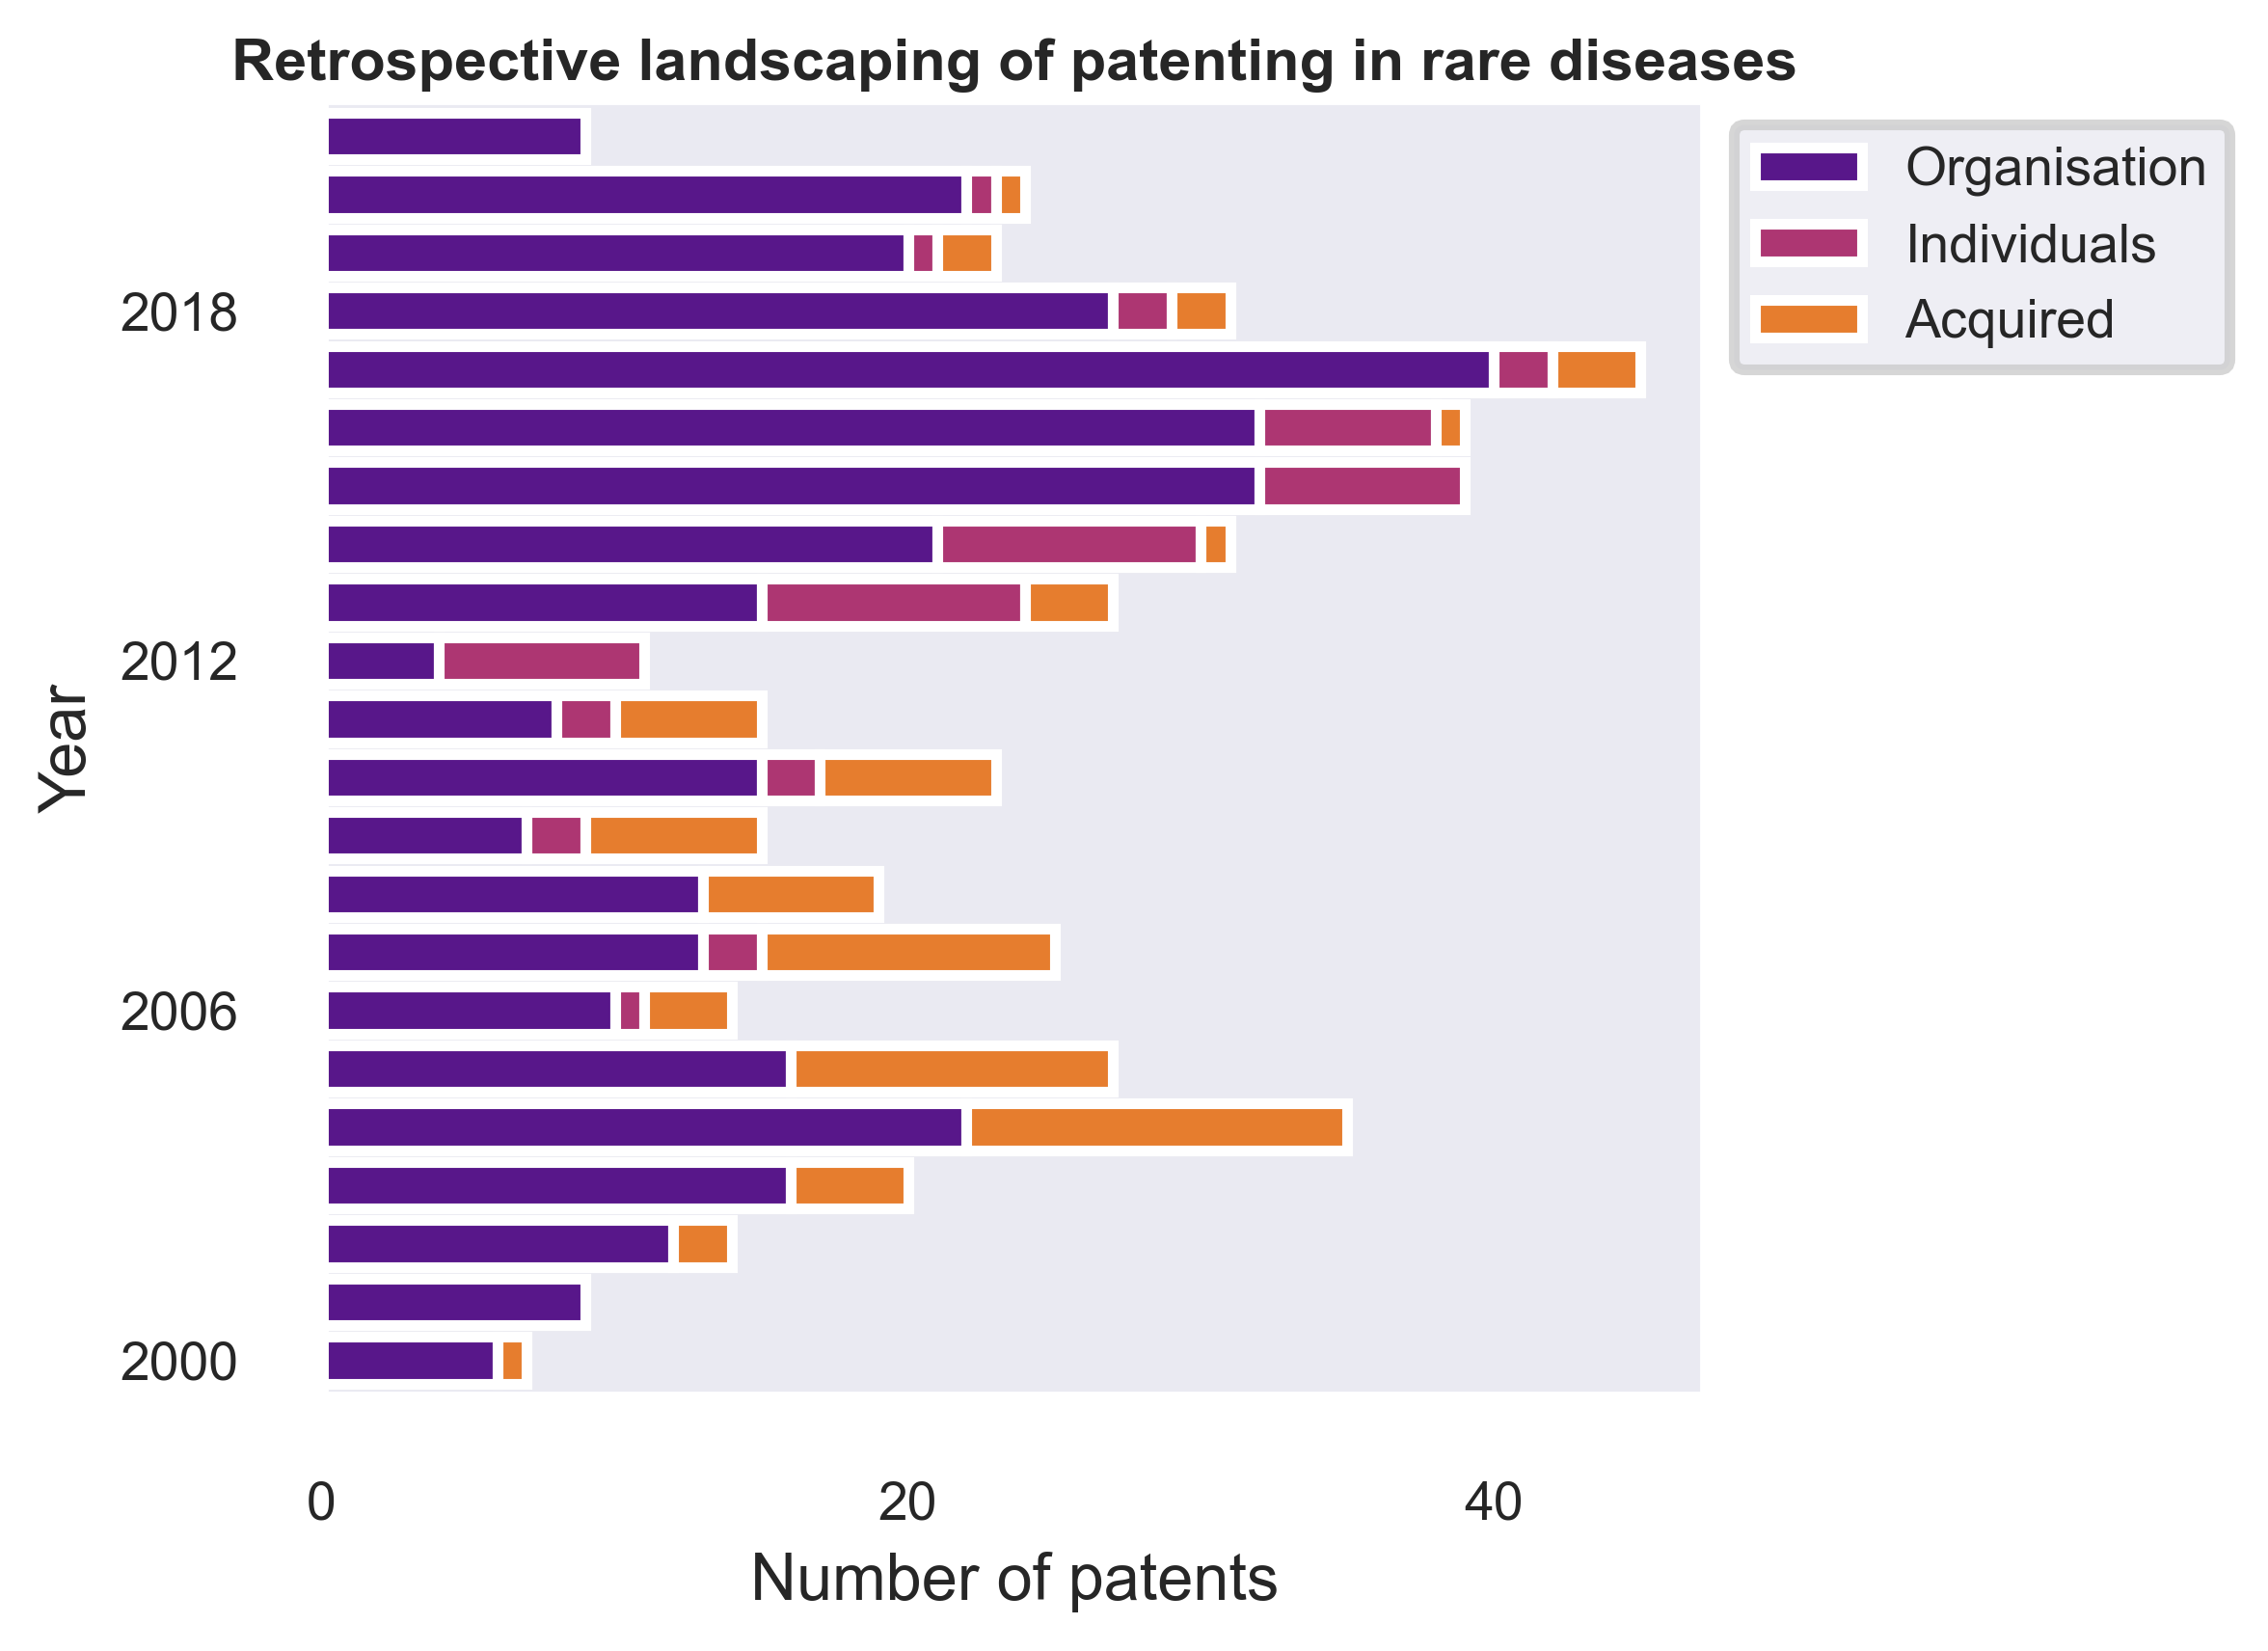 Retrospective landscaping of patenting in rare diseases
Organisation
Individuals
Acquired
2018
2012
2006
2000
Year
0 20 40
Number of patents